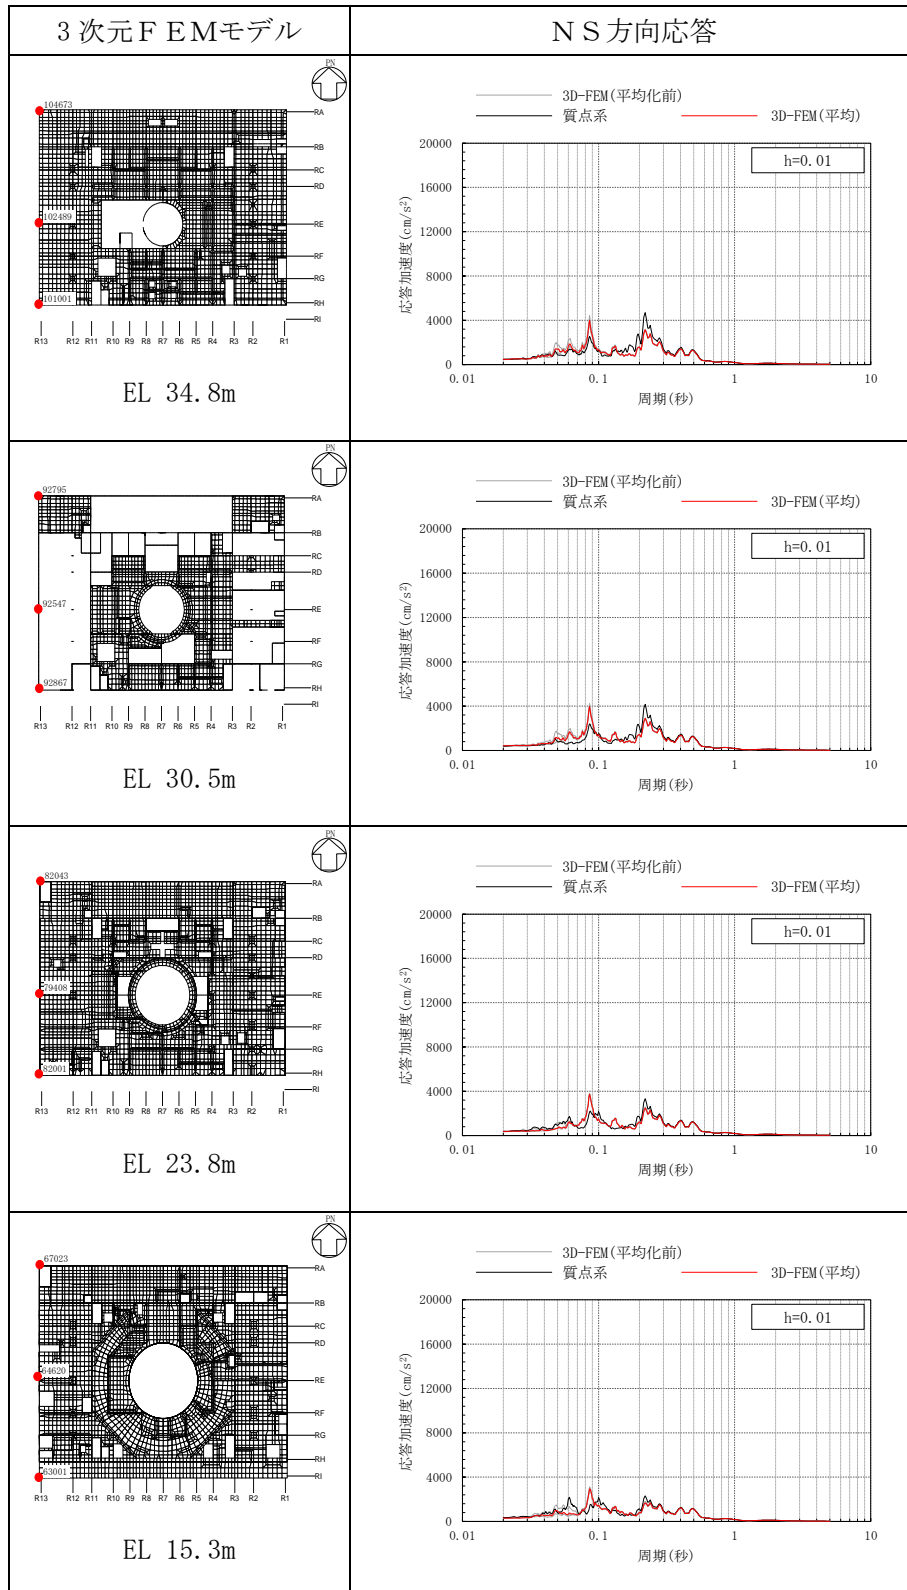 ３次元ＦＥＭモデル
ＮＳ方向応答
PN
104673
102489
101001
RA
RB
RC
RD
RE
RF
RG
RH
RI
R13 R12 R11 R10 R9 R8 R7 R6 R5 R4 R3 R2 R1
EL 34.8m
3D-FEM(平均化前)
質点系
3D-FEM(平均)
h=0.01
20000
16000
12000
8000
4000
0
応答加速度(cm/s²)
0.01 0.1 1 10
周期(秒)
PN
92795
92547
92867
RA
RB
RC
RD
RE
RF
RG
RH
RI
R13 R12 R11 R10 R9 R8 R7 R6 R5 R4 R3 R2 R1
EL 30.5m
3D-FEM(平均化前)
質点系
3D-FEM(平均)
h=0.01
20000
16000
12000
8000
4000
0
応答加速度(cm/s²)
0.01 0.1 1 10
周期(秒)
PN
82043
79408
82001
RA
RB
RC
RD
RE
RF
RG
RH
RI
R13 R12 R11 R10 R9 R8 R7 R6 R5 R4 R3 R2 R1
EL 23.8m
3D-FEM(平均化前)
質点系
3D-FEM(平均)
h=0.01
20000
16000
12000
8000
4000
0
応答加速度(cm/s²)
0.01 0.1 1 10
周期(秒)
PN
67023
64620
63001
RA
RB
RC
RD
RE
RF
RG
RH
RI
R13 R12 R11 R10 R9 R8 R7 R6 R5 R4 R3 R2 R1
EL 15.3m
3D-FEM(平均化前)
質点系
3D-FEM(平均)
h=0.01
20000
16000
12000
8000
4000
0
応答加速度(cm/s²)
0.01 0.1 1 10
周期(秒)